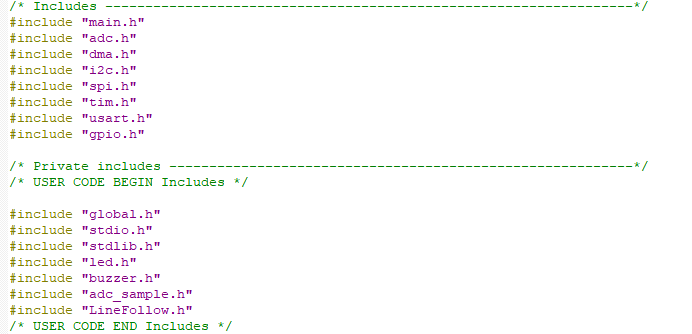 /* Includes ------------------------------------------------------------------*/
#include "main.h"
#include "adc.h"
#include "dma.h"
#include "i2c.h"
#include "spi.h"
#include "tim.h"
#include "usart.h"
#include "gpio.h"
/* Private includes ----------------------------------------------------------*/
/* USER CODE BEGIN Includes */
#include "global.h"
#include "stdio.h"
#include "stdlib.h"
#include "led.h"
#include "buzzer.h"
#include "adc_sample.h"
#include "LineFollow.h"
/* USER CODE END Includes */